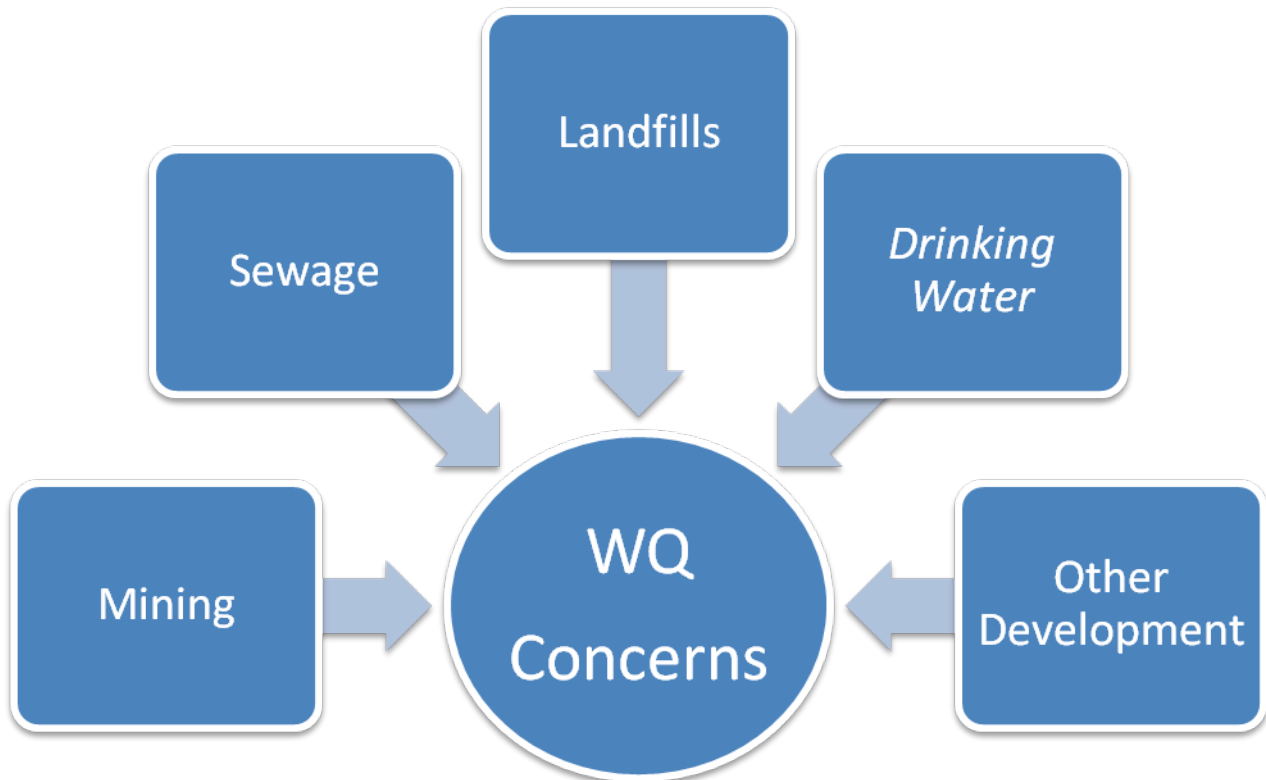 Landfills
Sewage
Drinking
Water
Mining
WQ
Concerns
Other
Development